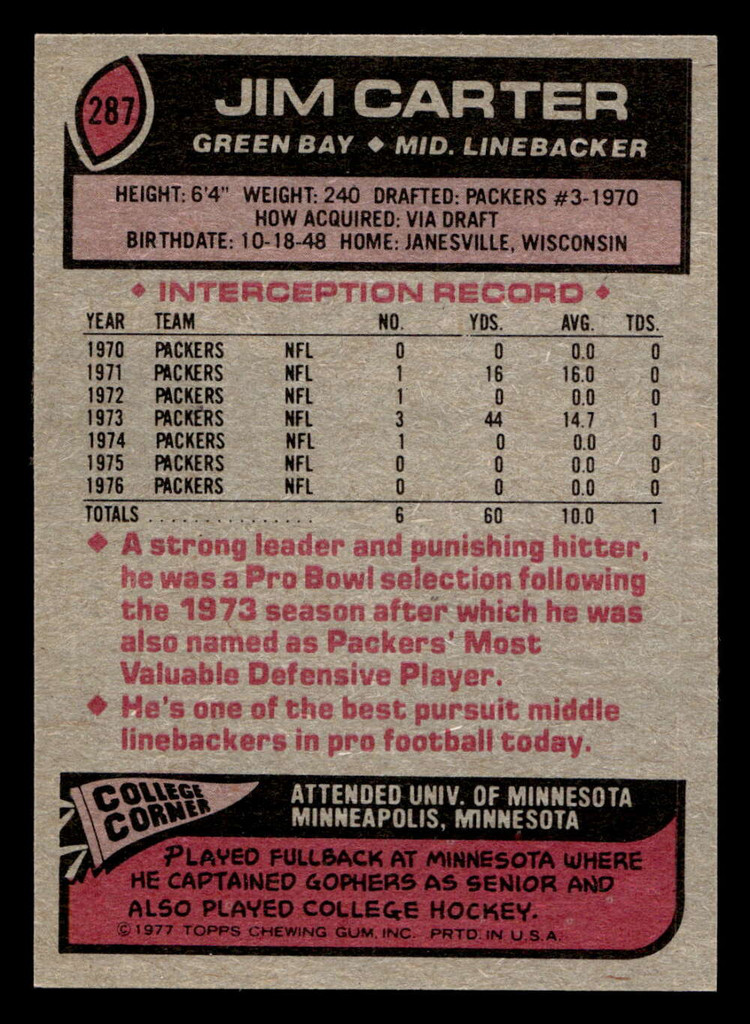 287
JIM CARTER
GREEN BAY ◆ MID. LINEBACKER
HEIGHT: 6'4" WEIGHT: 240 DRAFTED: PACKERS #3-1970
HOW ACQUIRED: VIA DRAFT
BIRTHDATE: 10-18-48 HOME: JANESVILLE, WISCONSIN
◆ INTERCEPTION RECORD ◆
YEAR TEAM NO. YDS. AVG. TDS.
1970 PACKERS NFL 0 0 0.0 0
1971 PACKERS NFL 1 16 16.0 0
1972 PACKERS NFL 1 0 0.0 0
1973 PACKERS NFL 3 44 14.7 1
1974 PACKERS NFL 1 0 0.0 0
1975 PACKERS NFL 0 0 0.0 0
1976 PACKERS NFL 0 0 0.0 0
TOTALS ............... 6 60 10.0 1
◆ A strong leader and punishing hitter,
he was a Pro Bowl selection following
the 1973 season after which he was
also named as Packers' Most
Valuable Defensive Player.
◆ He's one of the best pursuit middle
linebackers in pro football today.
COLLEGE
CORNER
ATTENDED UNIV. OF MINNESOTA
MINNEAPOLIS, MINNESOTA
PLAYED FULLBACK AT MINNESOTA WHERE
HE CAPTAINED GOPHERS AS SENIOR AND
ALSO PLAYED COLLEGE HOCKEY.
© 1977 TOPPS CHEWING GUM, INC. PRTD. IN U.S.A.